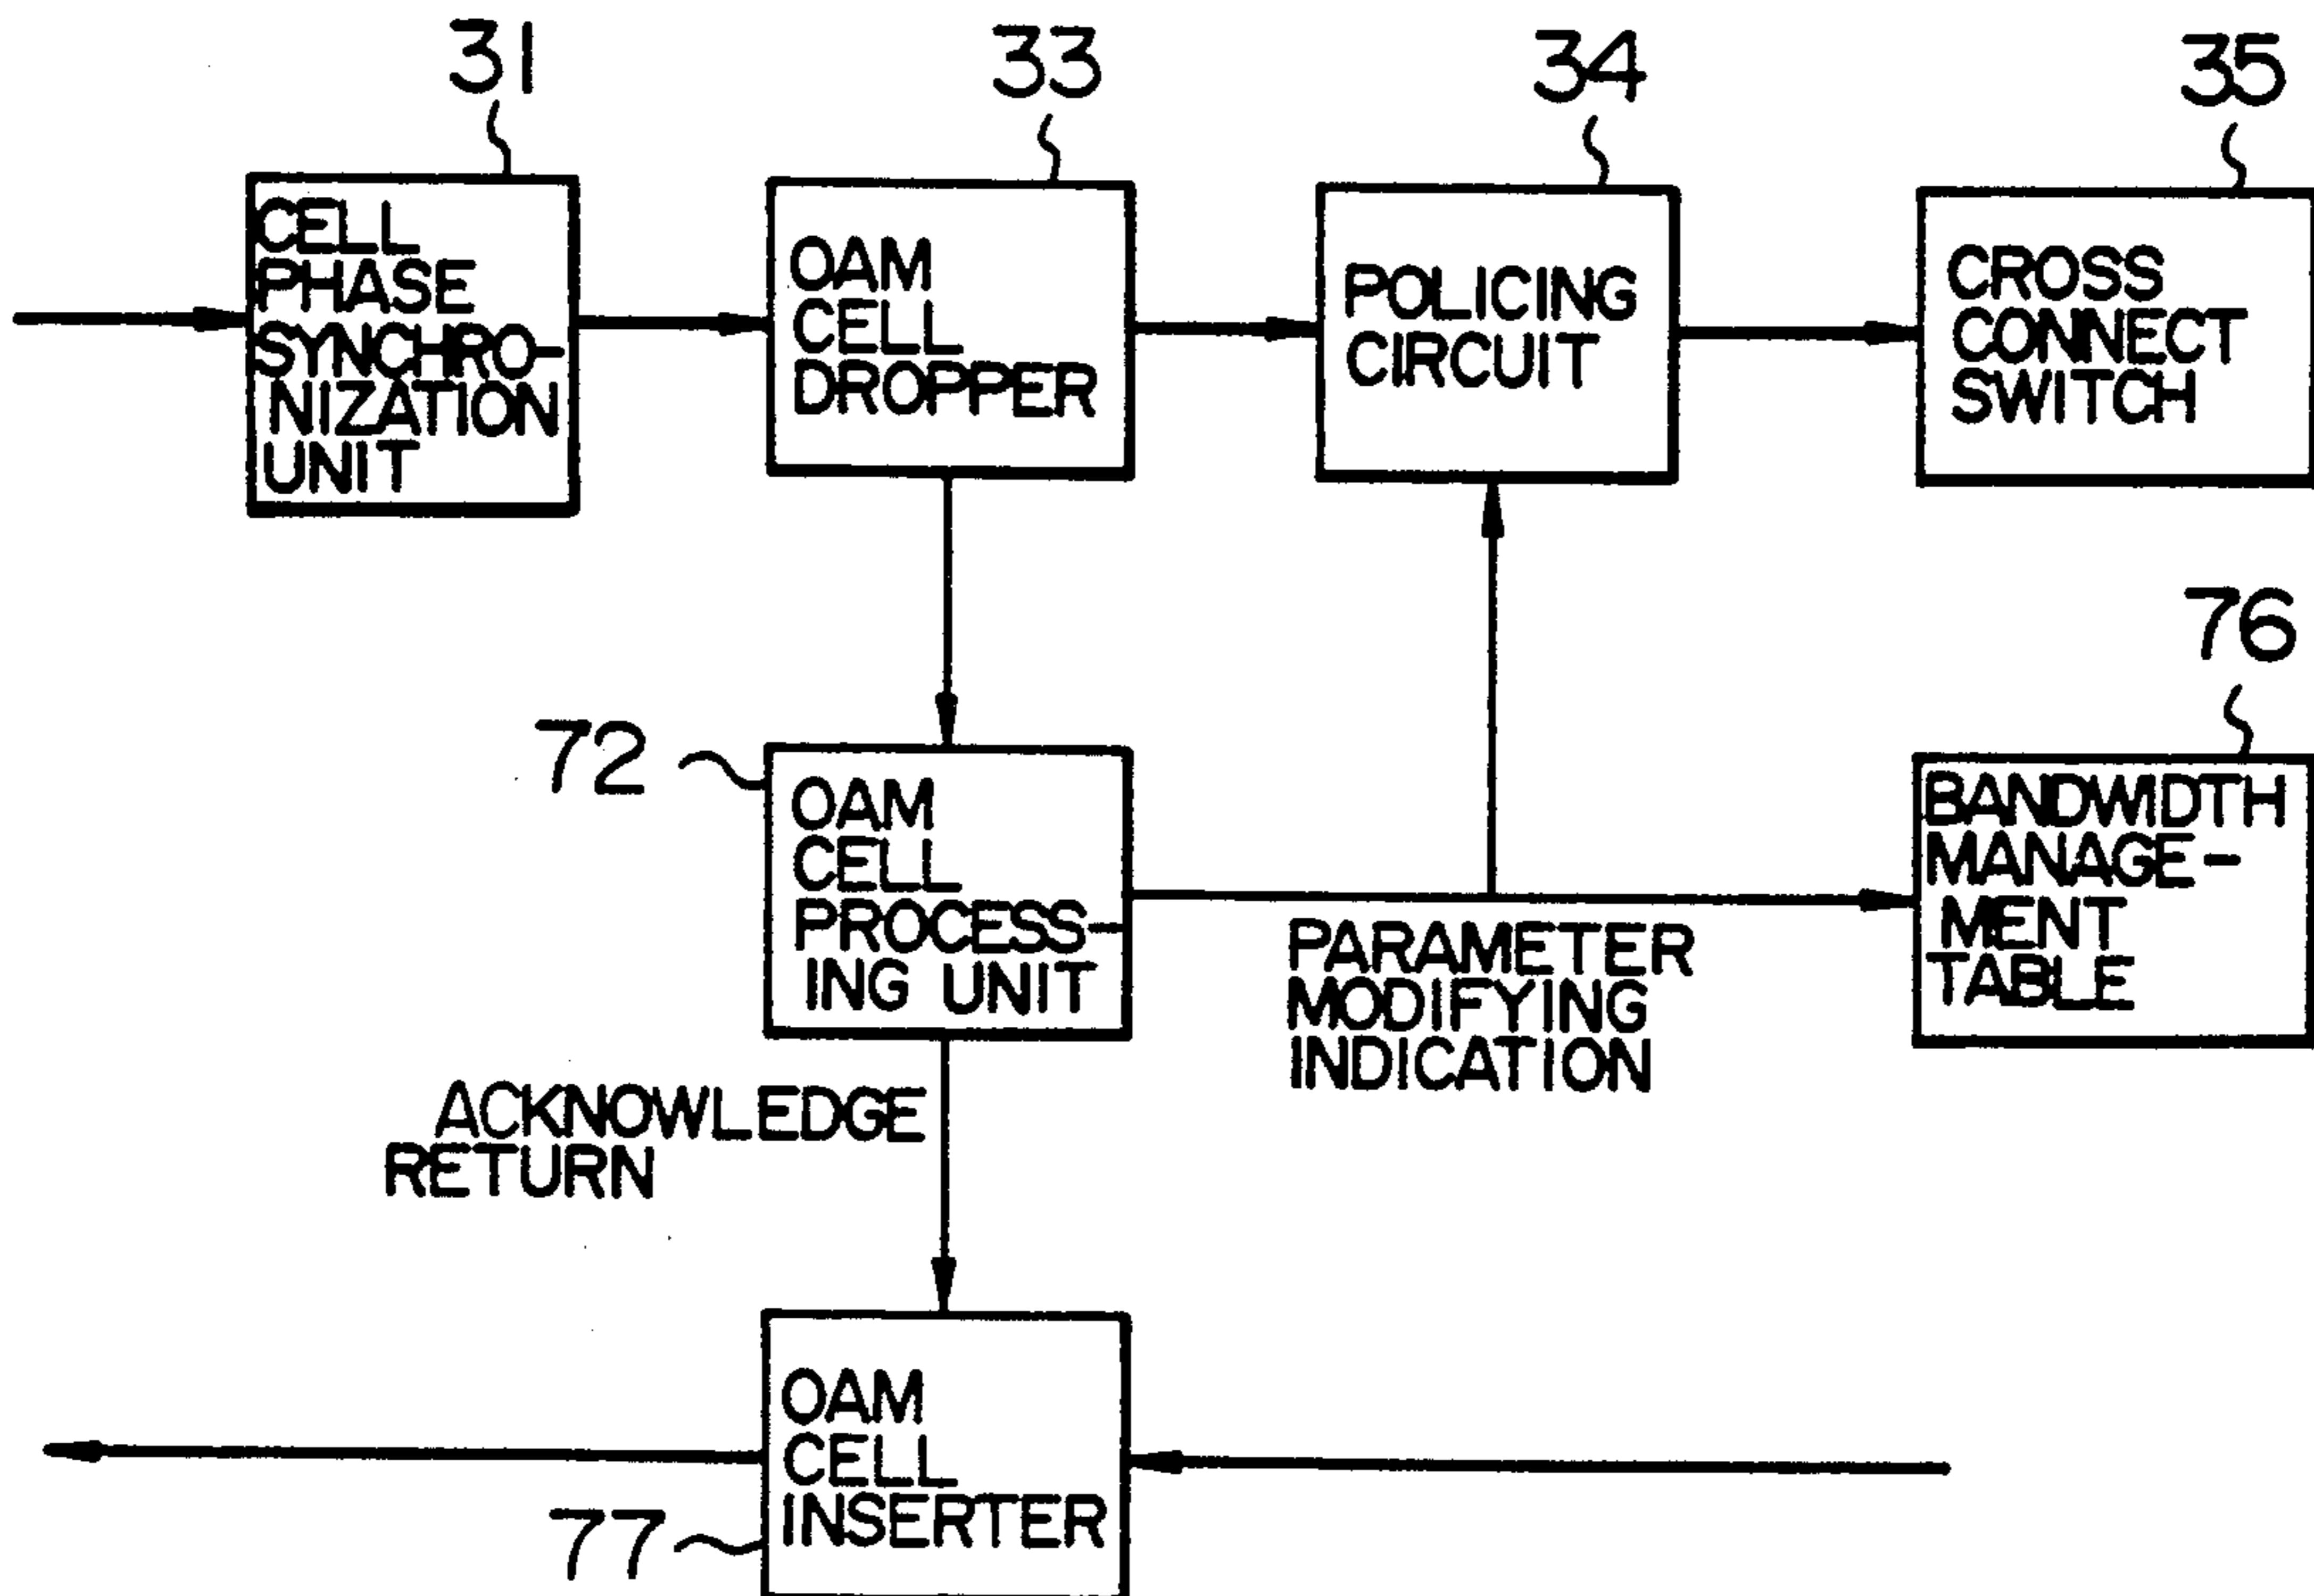 31
33
34
35
CELL
PHASE
SYNCHRO-
NIZATION
UNIT
OAM
CELL
DROPPER
POLICING
CIRCUIT
CROSS
CONNECT
SWITCH
72
OAM
CELL
PROCESS-
ING UNIT
PARAMETER
MODIFYING
INDICATION
76
BANDWIDTH
MANAGE-
MENT
TABLE
ACKNOWLEDGE
RETURN
OAM
CELL
INSERTER
77